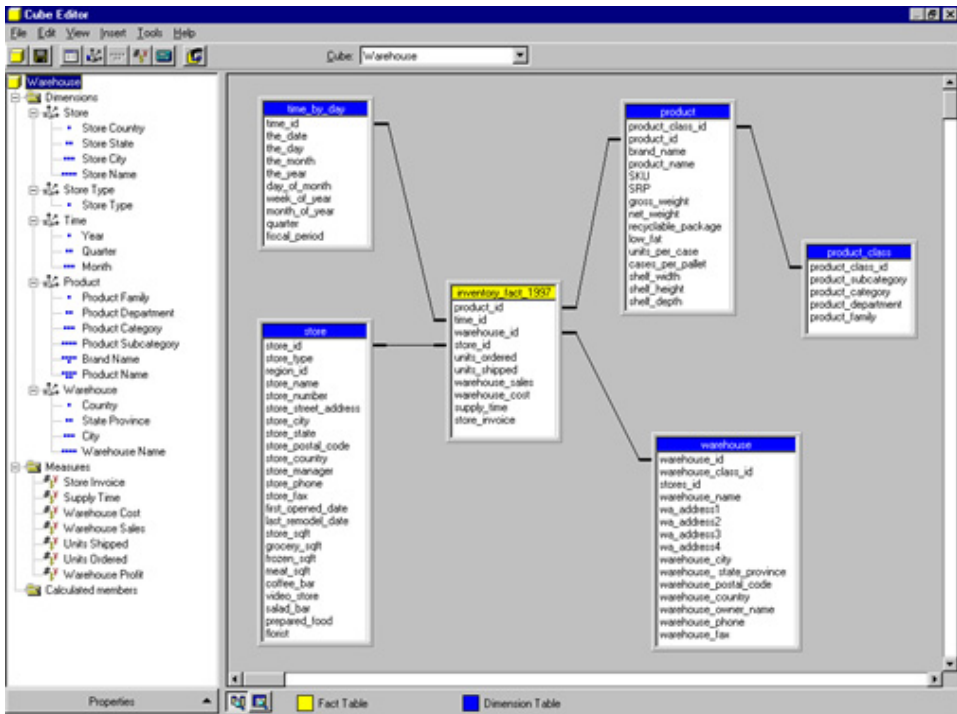 Cube Editor
File Edit View Insert Tools Help
Cube: Warehouse
Warehouse
Dimensions
Store
Store Country
Store State
Store City
Store Name
Store Type
Store Type
Time
Year
Quarter
Month
Product
Product Family
Product Department
Product Category
Product Subcategory
Brand Name
Product Name
Warehouse
Country
State Province
City
Warehouse Name
Measures
Store Invoice
Supply Time
Warehouse Cost
Warehouse Sales
Units Shipped
Units Ordered
Warehouse Profit
Calculated members
Properties
time_by_day
time_id
the_date
the_day
the_month
the_year
day_of_month
week_of_year
month_of_year
quarter
fiscal_period
store
store_id
store_type
region_id
store_name
store_number
store_street_address
store_city
store_state
store_postal_code
store_country
store_manager
store_phone
store_fax
first_opened_date
last_remodel_date
store_sqft
grocery_sqft
frozen_sqft
meat_sqft
coffee_bar
video_store
salad_bar
prepared_food
florist
inventory_fact_1997
product_id
time_id
warehouse_id
store_id
units_ordered
units_shipped
warehouse_sales
warehouse_cost
supply_time
store_invoice
product
product_class_id
product_id
brand_name
product_name
SKU
SRP
gross_weight
net_weight
recyclable_package
low_fat
units_per_case
cases_per_pallet
shelf_width
shelf_height
shelf_depth
product_class
product_class_id
product_subcategory
product_category
product_department
product_family
warehouse
warehouse_id
warehouse_class_id
stores_id
warehouse_name
wa_address1
wa_address2
wa_address3
wa_address4
warehouse_city
warehouse_ state_province
warehouse_postal_code
warehouse_country
warehouse_owner_name
warehouse_phone
warehouse_fax
Fact Table
Dimension Table